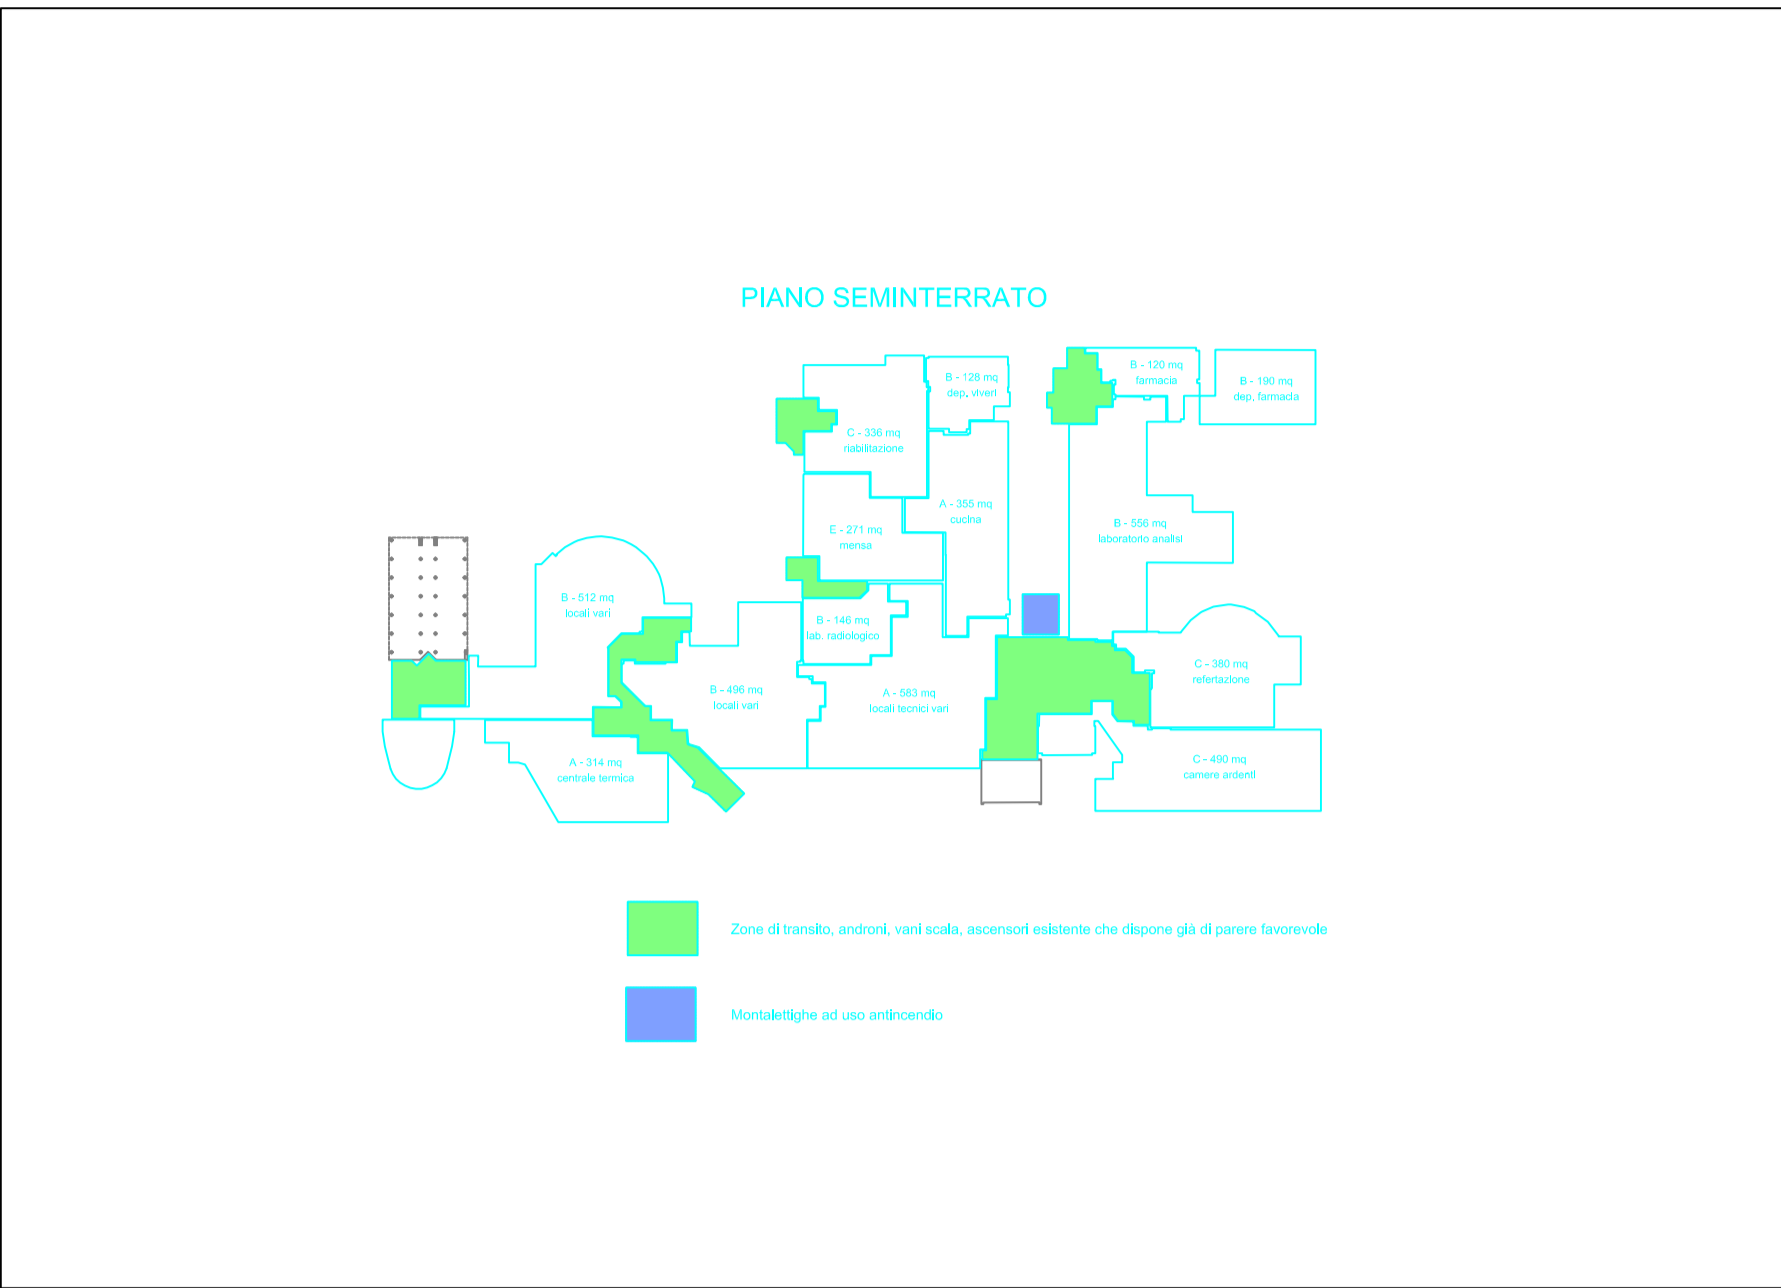 PIANO SEMINTERRATO
B - 120 mq
farmacia
B - 128 mq
dep. viveri
B - 190 mq
dep. farmacia
C - 336 mq
riabilitazione
A - 355 mq
cucina
E - 271 mq
mensa
B - 556 mq
laboratorio analisi
B - 512 mq
locali vari
B - 146 mq
lab. radiologico
C - 380 mq
refertazione
B - 496 mq
locali vari
A - 583 mq
locali tecnici vari
A - 314 mq
centrale termica
C - 490 mq
camere ardenti
Zone di transito, androni, vani scala, ascensori esistente che dispone già di parere favorevole
Montalettighe ad uso antincendio